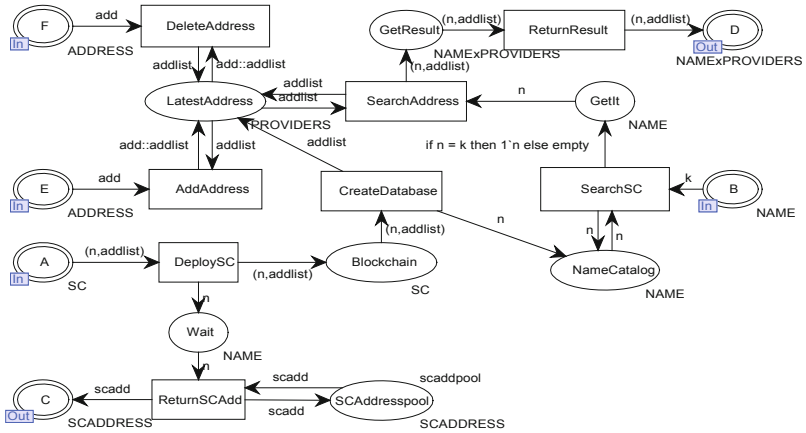 F
In
add
ADDRESS
DeleteAddress
GetResult
(n,addlist)
NAMExPROVIDERS
ReturnResult
(n,addlist)
D
Out
NAMExPROVIDERS
addlist
add::addlist
(n,addlist)
LatestAddress
PROVIDERS
addlist
addlist
SearchAddress
n
GetIt
NAME
add::addlist
addlist
addlist
if n = k then 1`n else empty
E
In
add
ADDRESS
AddAddress
CreateDatabase
SearchSC
k
B
In
NAME
n
(n,addlist)
n
n
A
In
(n,addlist)
SC
DeploySC
(n,addlist)
Blockchain
SC
NameCatalog
NAME
n
Wait
NAME
n
C
Out
scadd
SCADDRESS
ReturnSCAdd
scadd
scadd
scaddpool
SCAddresspool
SCADDRESS